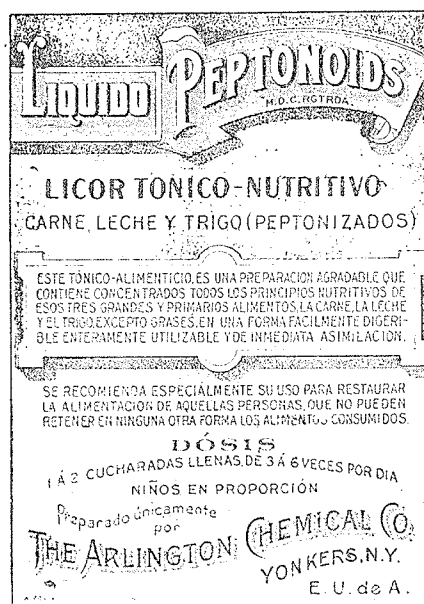 LIQUIDO PEPTONOIDS
M.D.C.RGTRDA.
LICOR TONICO-NUTRITIVO
CARNE, LECHE Y TRIGO (PEPTONIZADOS)
ESTE TÓNICO-ALIMENTICIO, ES UNA PREPARACION AGRADABLE QUE
CONTIENE CONCENTRADOS TODOS LOS PRINCIPIOS NUTRITIVOS DE
ESOS TRES GRANDES Y PRIMARIOS ALIMENTOS, LA CARNE, LA LECHE
Y EL TRIGO, EXCEPTO GRASES, EN UNA FORMA FACILMENTE DIGERI-
BLE ENTERAMENTE UTILIZABLE Y DE INMEDIATA ASIMILACION.
SE RECOMIENDA ESPECIALMENTE SU USO PARA RESTAURAR
LA ALIMENTACION DE AQUELLAS PERSONAS, QUE NO PUEDEN
RETENER EN NINGUNA OTRA FORMA LOS ALIMENTOS CONSUMIDOS.
DÓSIS
1 Á 2 CUCHARADAS LLENAS, DE 3 Á 6 VECES POR DIA
NIÑOS EN PROPORCIÓN
Preparado únicamente
por
THE ARLINGTON CHEMICAL CO.
YONKERS, N.Y.
E. U. de A.